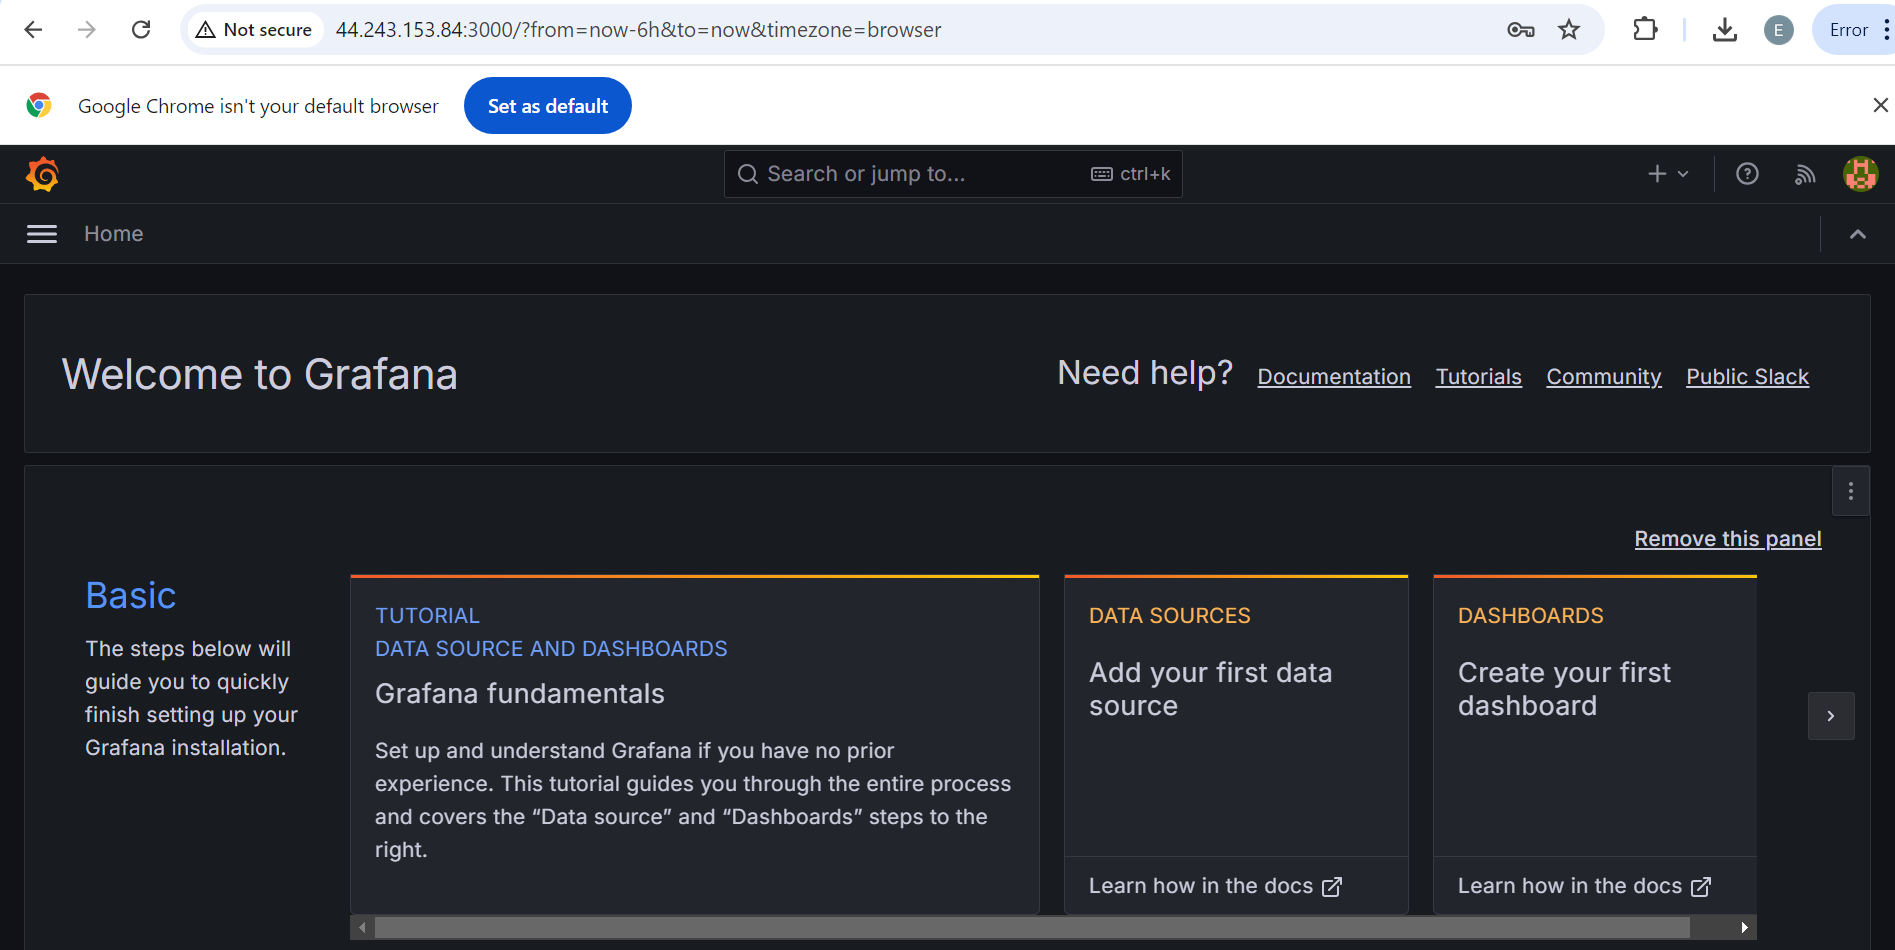 Not secure
44.243.153.84:3000/?from=now-6h&to=now&timezone=browser
E
Error
Google Chrome isn't your default browser
Set as default
Search or jump to...
ctrl+k
Home
Welcome to Grafana
Need help?
Documentation
Tutorials
Community
Public Slack
Remove this panel
Basic
The steps below will
guide you to quickly
finish setting up your
Grafana installation.
TUTORIAL
DATA SOURCE AND DASHBOARDS
Grafana fundamentals
Set up and understand Grafana if you have no prior
experience. This tutorial guides you through the entire process
and covers the “Data source” and “Dashboards” steps to the
right.
DATA SOURCES
Add your first data
source
Learn how in the docs
DASHBOARDS
Create your first
dashboard
Learn how in the docs